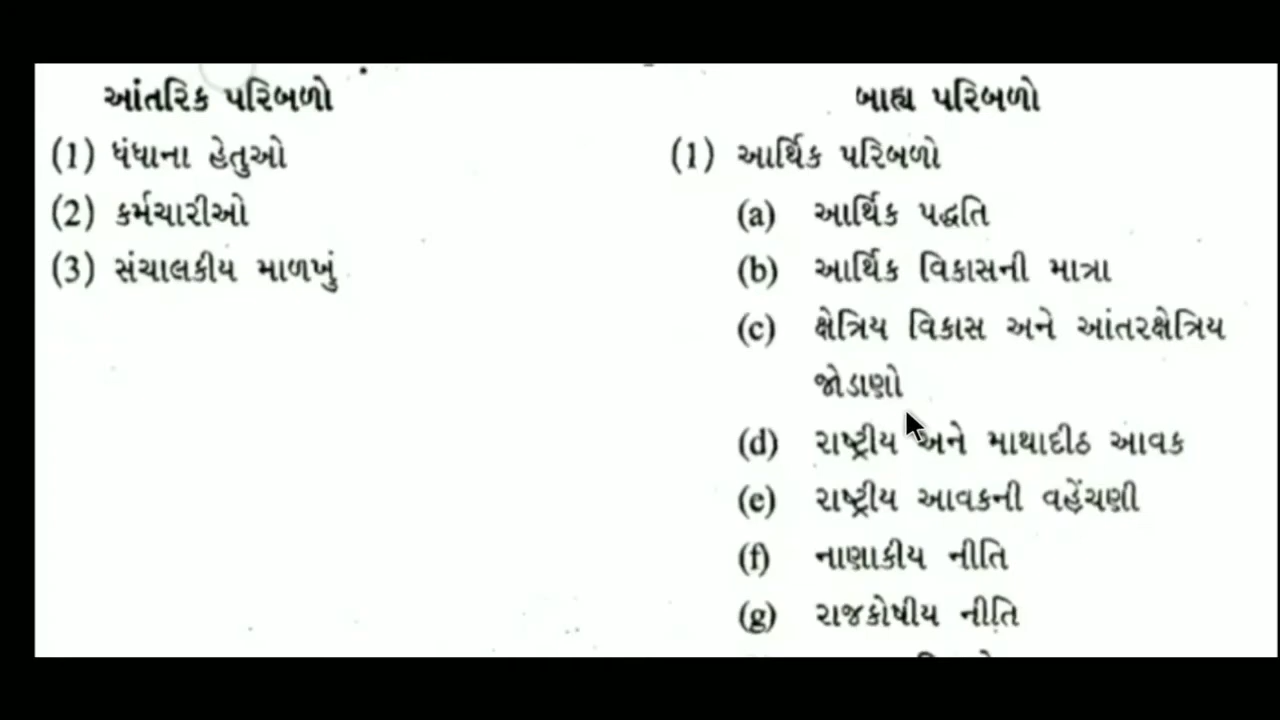 આંતરિક પરિબળો
(1) ધંધાના હેતુઓ
(2) કર્મચારીઓ
(3) સંચાલકીય માળખું
બાહ્ય પરિબળો
(1) આર્થિક પરિબળો
(a) આર્થિક પદ્ધતિ
(b) આર્થિક વિકાસની માત્રા
(c) ક્ષેત્રિય વિકાસ અને આંતરક્ષેત્રિય
જોડાણો
(d) રાષ્ટ્રીય અને માથાદીઠ આવક
(e) રાષ્ટ્રીય આવકની વહેંચણી
(f) નાણાકીય નીતિ
(g) રાજકોષીય નીતિ